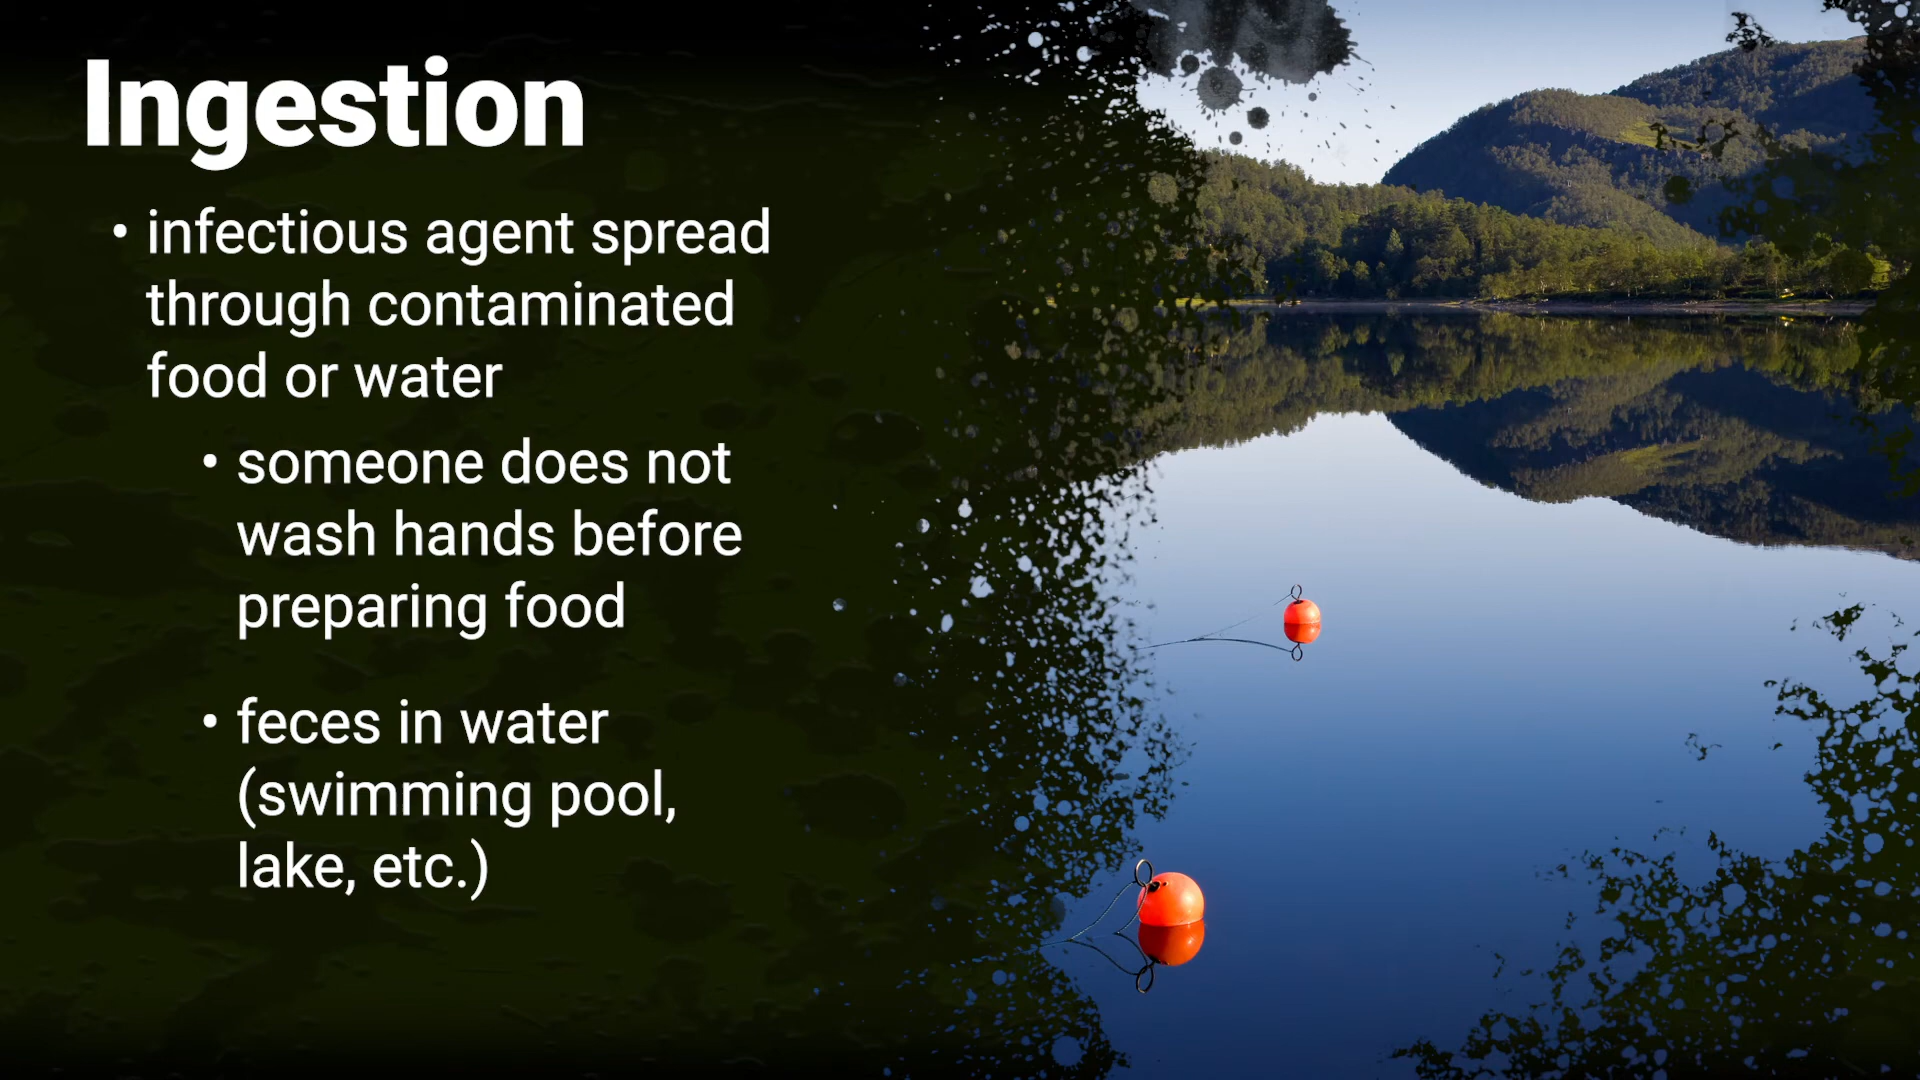 Ingestion
• infectious agent spread
through contaminated
food or water
• someone does not
wash hands before
preparing food
• feces in water
(swimming pool,
lake, etc.)